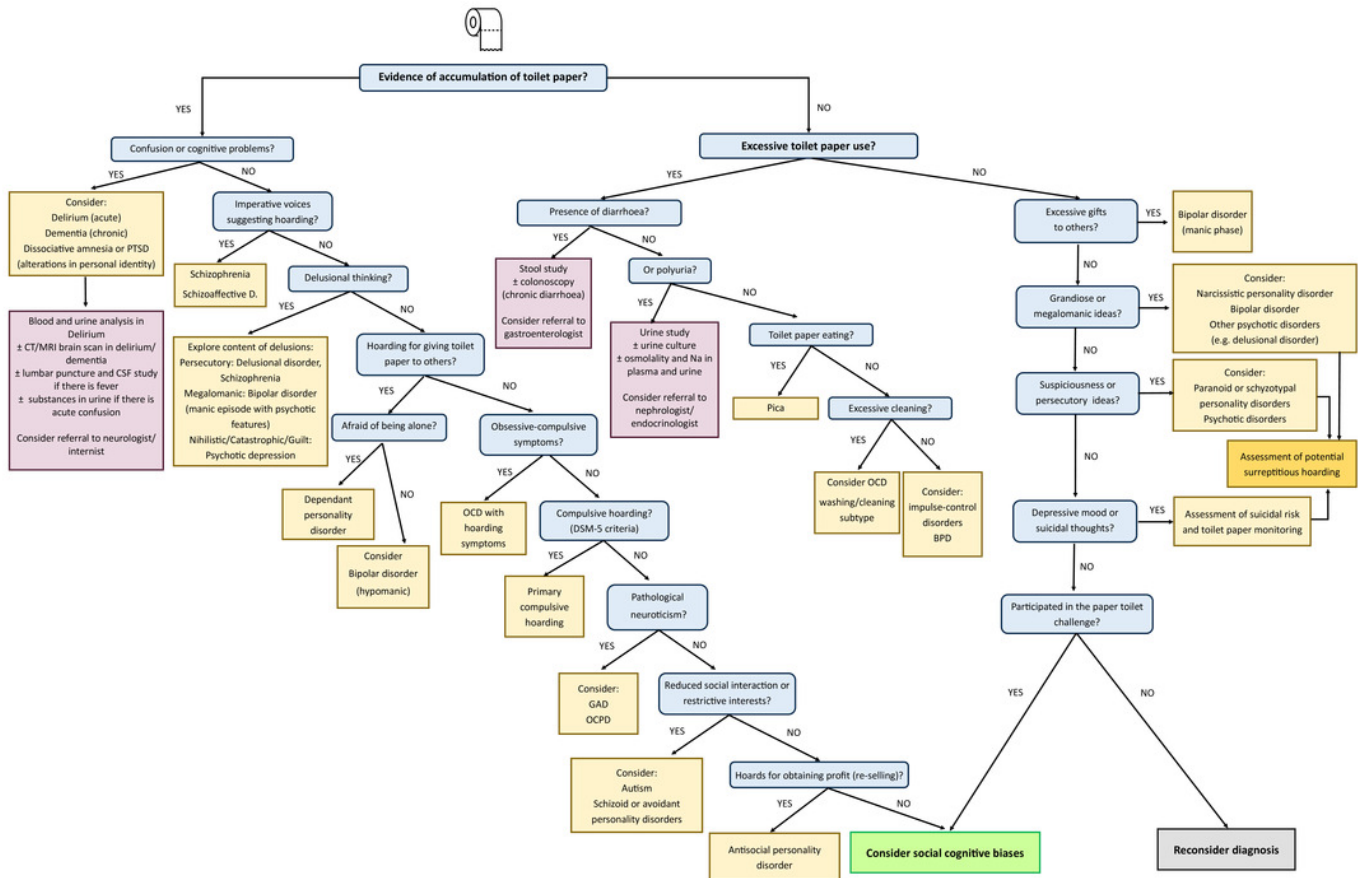 Evidence of accumulation of toilet paper?
YES
NO
Confusion or cognitive problems?
Excessive toilet paper use?
YES
NO
YES
NO
Consider:
Delirium (acute)
Dementia (chronic)
Dissociative amnesia or PTSD
(alterations in personal identity)
Imperative voices
suggesting hoarding?
Presence of diarrhoea?
Excessive gifts
to others?
YES
Bipolar disorder
(manic phase)
YES
NO
YES
NO
NO
Schizophrenia
Schizoaffective D.
Delusional thinking?
Stool study
± colonoscopy
(chronic diarrhoea)
Consider referral to
gastroenterologist
Or polyuria?
Grandiose or
megalomanic ideas?
YES
Consider:
Narcissistic personality disorder
Bipolar disorder
Other psychotic disorders
(e.g. delusional disorder)
YES
NO
YES
NO
NO
Blood and urine analysis in
Delirium
± CT/MRI brain scan in delirium/
dementia
± lumbar puncture and CSF study
if there is fever
± substances in urine if there is
acute confusion
Consider referral to neurologist/
internist
Explore content of delusions:
Persecutory: Delusional disorder,
Schizophrenia
Megalomanic: Bipolar disorder
(manic episode with psychotic
features)
Nihilistic/Catastrophic/Guilt:
Psychotic depression
Hoarding for giving toilet
paper to others?
Urine study
± urine culture
± osmolality and Na in
plasma and urine
Consider referral to
nephrologist/
endocrinologist
Toilet paper eating?
Suspiciousness or
persecutory ideas?
YES
Consider:
Paranoid or schyzotypal
personality disorders
Psychotic disorders
YES
NO
YES
NO
NO
Afraid of being alone?
Obsessive-compulsive
symptoms?
Pica
Excessive cleaning?
Assessment of potential
surreptitious hoarding
YES
NO
YES
NO
YES
NO
Dependant
personality
disorder
Consider
Bipolar disorder
(hypomanic)
OCD with
hoarding
symptoms
Compulsive hoarding?
(DSM-5 criteria)
Consider OCD
washing/cleaning
subtype
Consider:
impulse-control
disorders
BPD
Depressive mood or
suicidal thoughts?
YES
Assessment of suicidal risk
and toilet paper monitoring
YES
NO
NO
Primary
compulsive
hoarding
Pathological
neuroticism?
Participated in the paper toilet
challenge?
YES
NO
YES
NO
Consider:
GAD
OCPD
Reduced social interaction or
restrictive interests?
YES
NO
Consider:
Autism
Schizoid or avoidant
personality disorders
Hoards for obtaining profit (re-selling)?
YES
NO
Antisocial personality
disorder
Consider social cognitive biases
Reconsider diagnosis